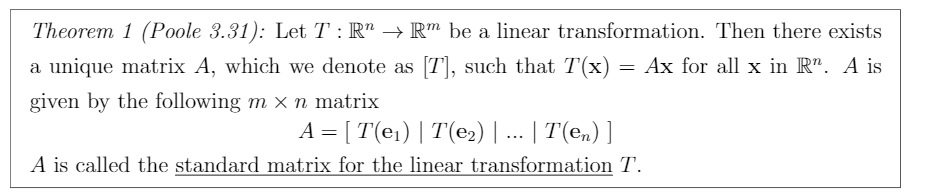 Theorem 1 (Poole 3.31): Let T : ℝⁿ → ℝᵐ be a linear transformation. Then there exists
a unique matrix A, which we denote as [T], such that T(𝐱) = A𝐱 for all 𝐱 in ℝⁿ. A is
given by the following m × n matrix
A = [ T(𝐞₁) | T(𝐞₂) | ... | T(𝐞ₙ) ]
A is called the standard matrix for the linear transformation T.